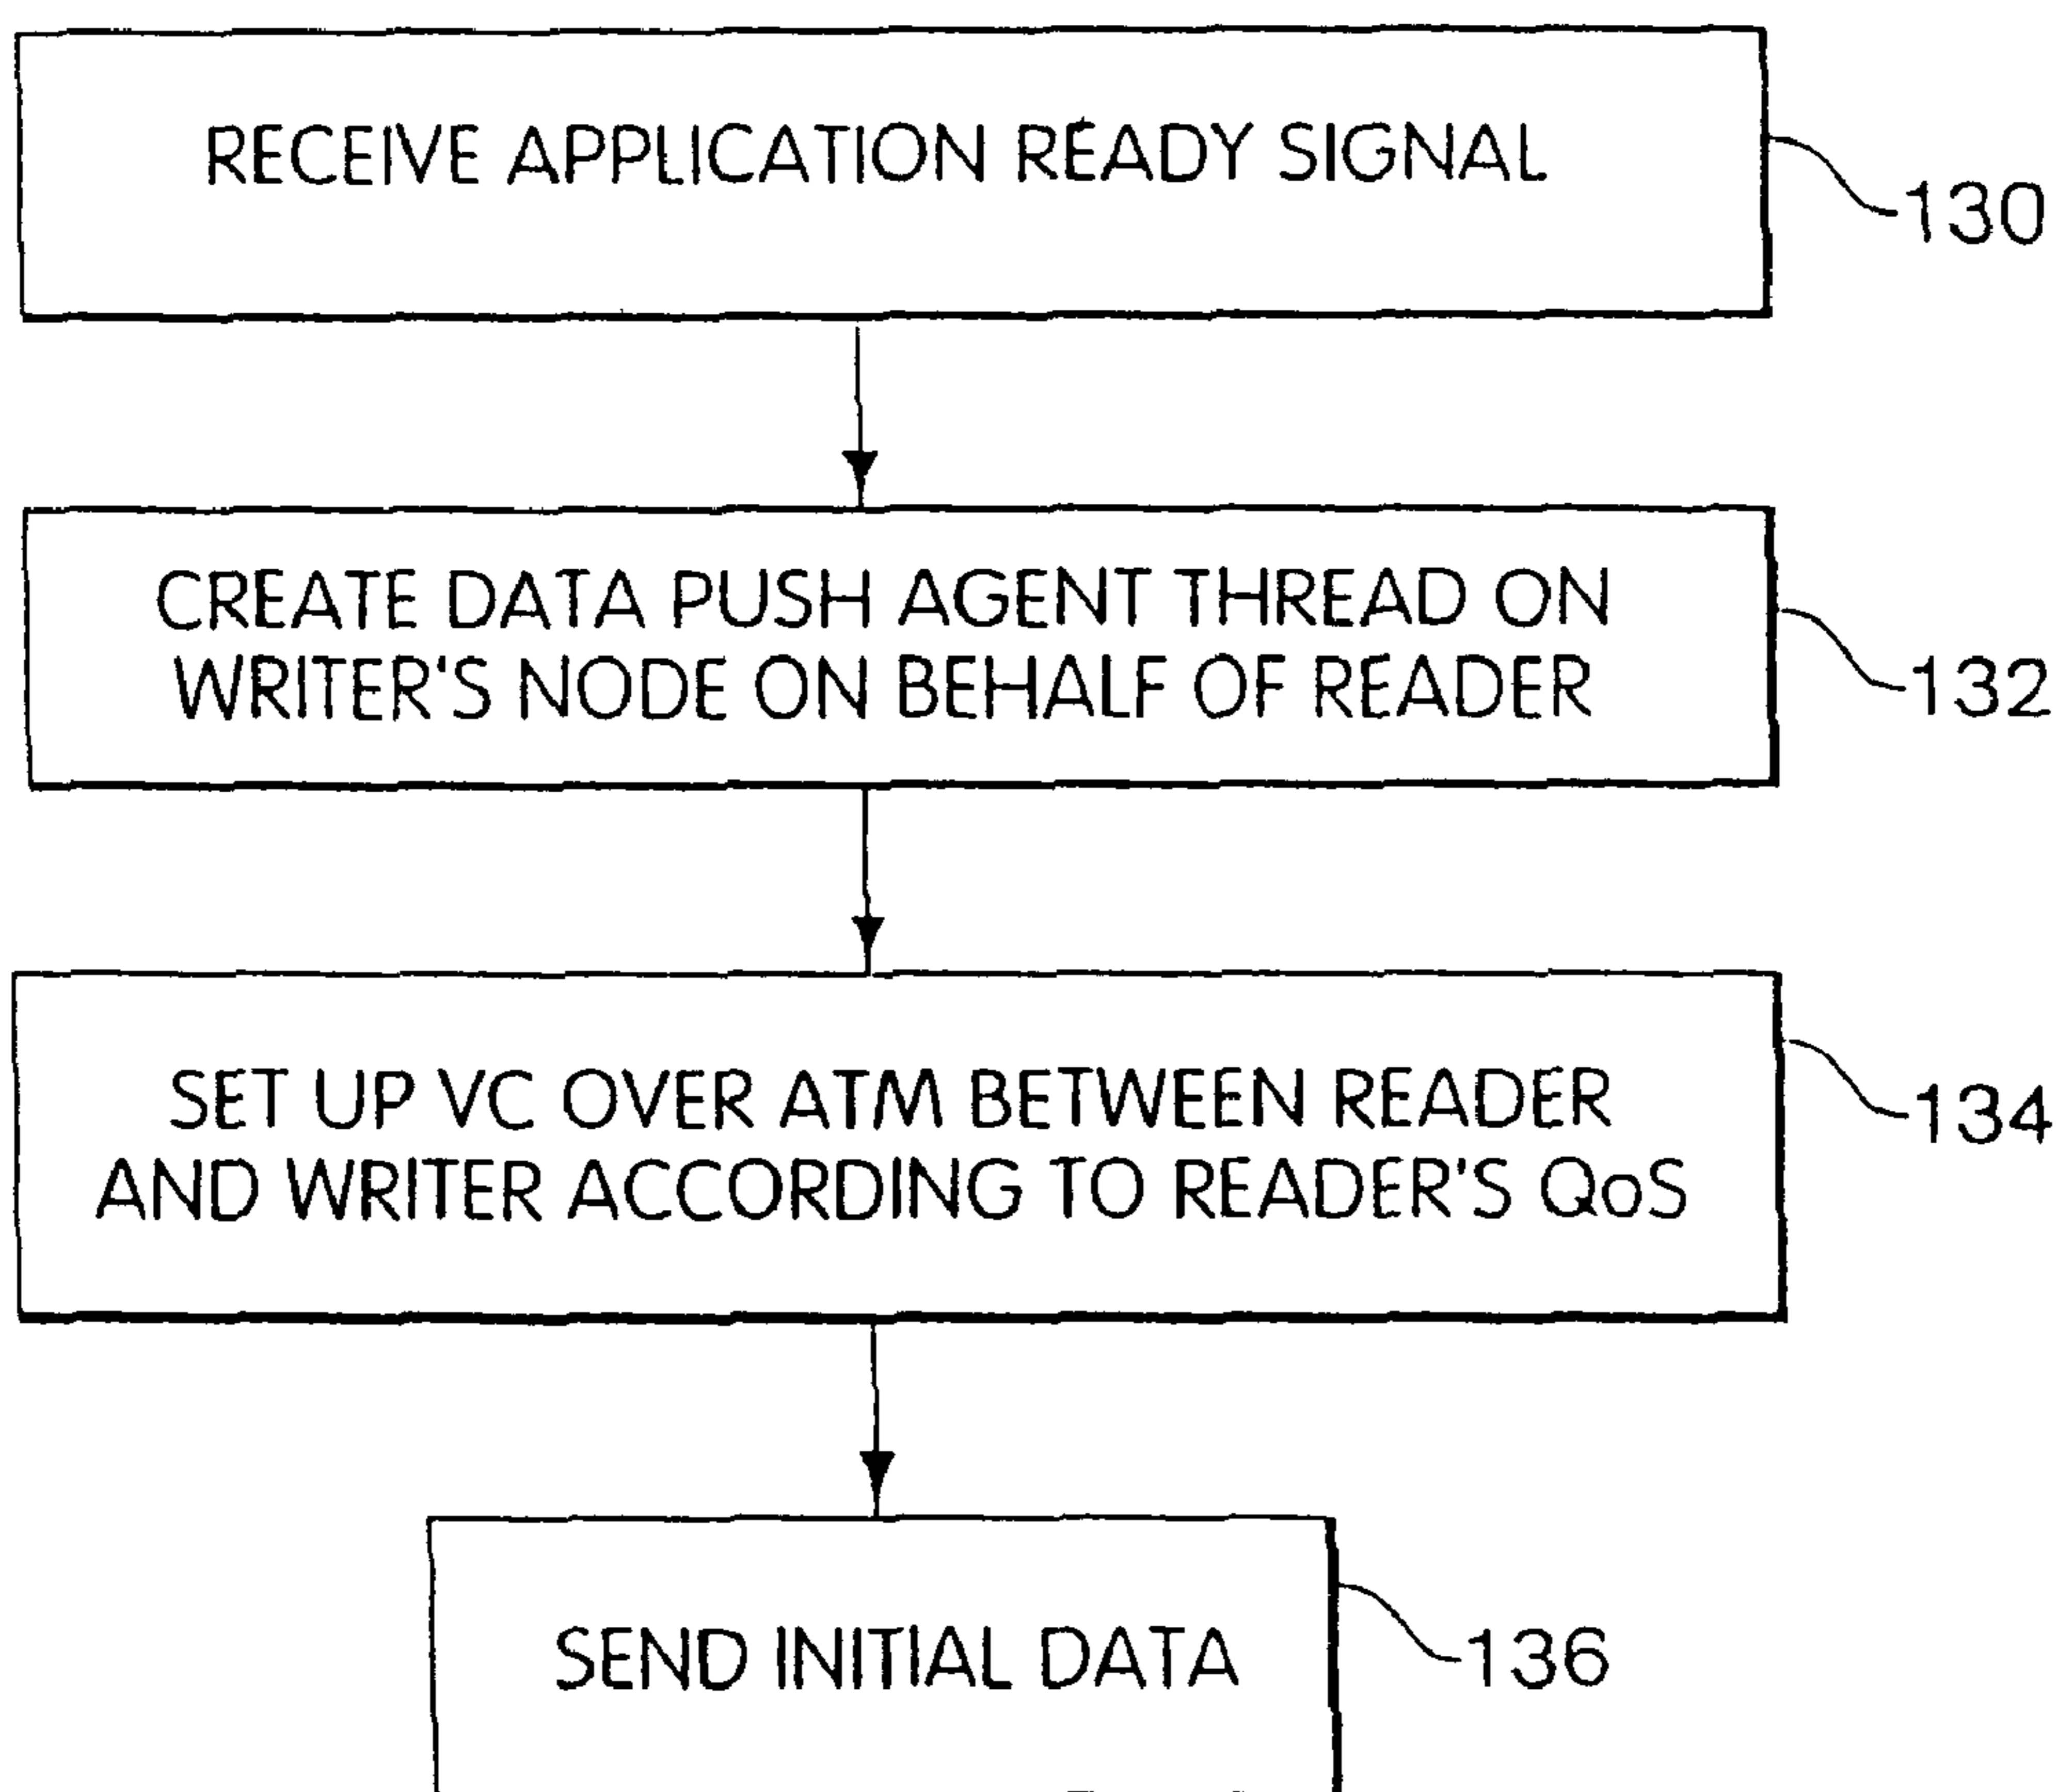 RECEIVE APPLICATION READY SIGNAL
130
CREATE DATA PUSH AGENT THREAD ON
WRITER'S NODE ON BEHALF OF READER
132
SET UP VC OVER ATM BETWEEN READER
AND WRITER ACCORDING TO READER'S QoS
134
SEND INITIAL DATA
136